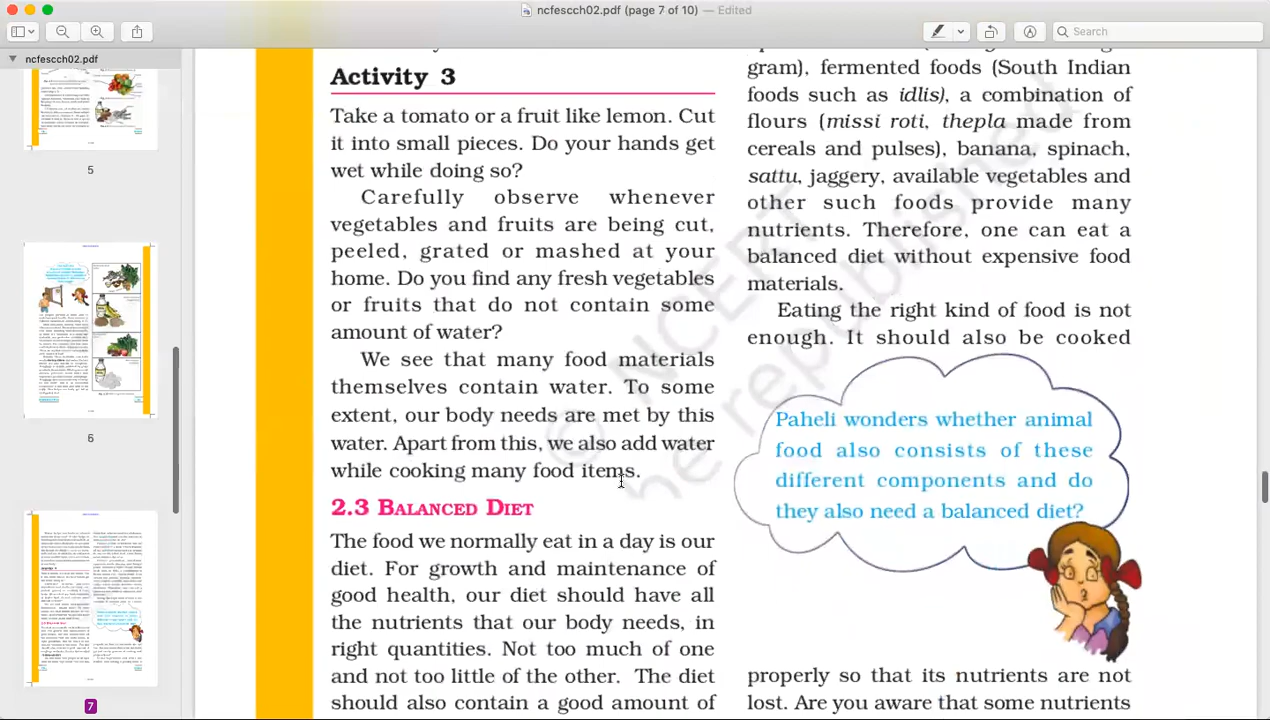 ncfescch02.pdf (page 7 of 10) — Edited
Search
ncfescch02.pdf
5
6
7
Activity 3
Take a tomato or a fruit like lemon. Cut
it into small pieces. Do your hands get
wet while doing so?
Carefully observe whenever
vegetables and fruits are being cut,
peeled, grated or mashed at your
home. Do you find any fresh vegetables
or fruits that do not contain some
amount of water?
We see that many food materials
themselves contain water. To some
extent, our body needs are met by this
water. Apart from this, we also add water
while cooking many food items.
2.3 BALANCED DIET
The food we normally eat in a day is our
diet. For growth and maintenance of
good health, our diet should have all
the nutrients that our body needs, in
right quantities. Not too much of one
and not too little of the other. The diet
should also contain a good amount of
gram), fermented foods (South Indian
foods such as idlis), a combination of
flours (missi roti, thepla made from
cereals and pulses), banana, spinach,
sattu, jaggery, available vegetables and
other such foods provide many
nutrients. Therefore, one can eat a
balanced diet without expensive food
materials.
Eating the right kind of food is not
enough. It should also be cooked
Paheli wonders whether animal
food also consists of these
different components and do
they also need a balanced diet?
properly so that its nutrients are not
lost. Are you aware that some nutrients
© NCERT
be republished